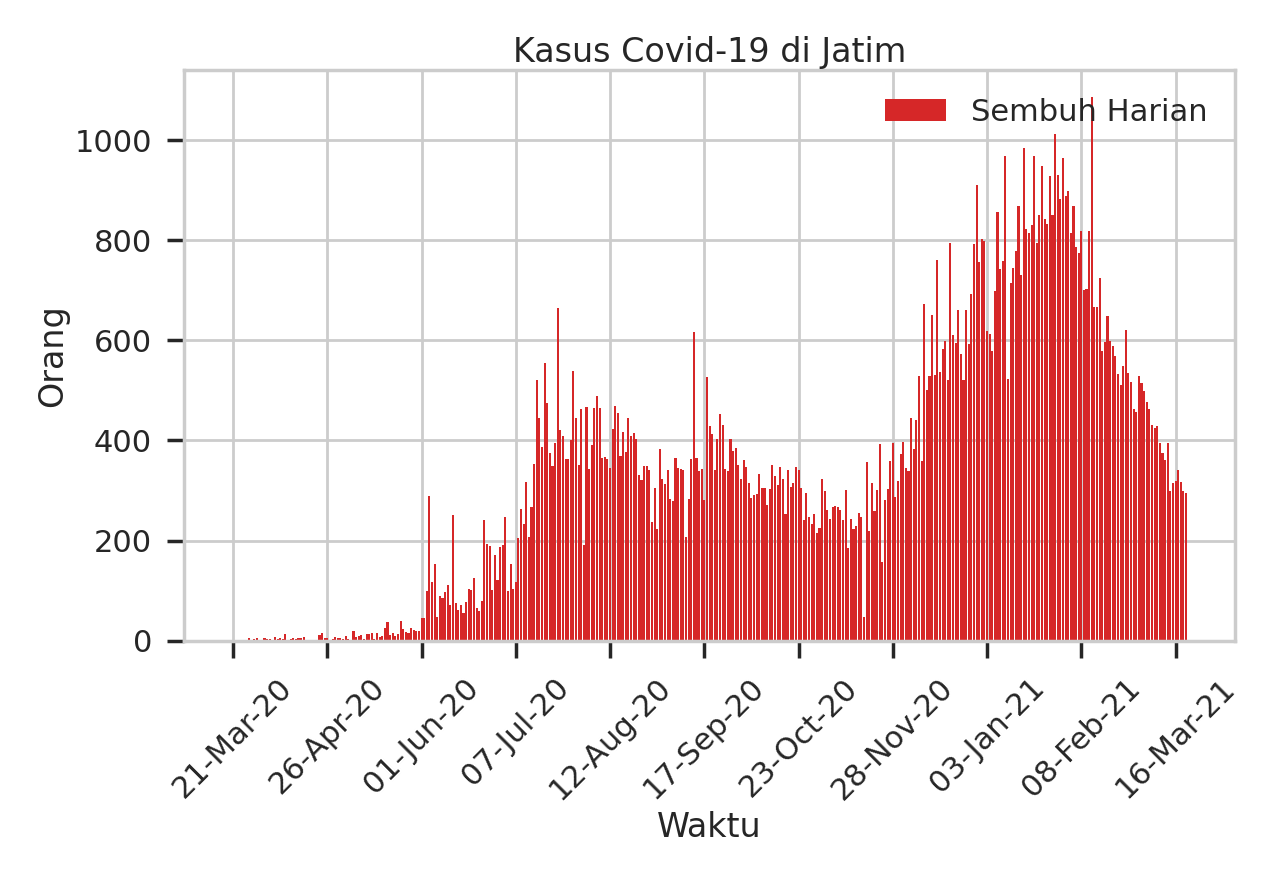 Kasus Covid-19 di Jatim
Sembuh Harian
Orang
1000
800
600
400
200
0
21-Mar-20
26-Apr-20
01-Jun-20
07-Jul-20
12-Aug-20
17-Sep-20
23-Oct-20
28-Nov-20
03-Jan-21
08-Feb-21
16-Mar-21
Waktu